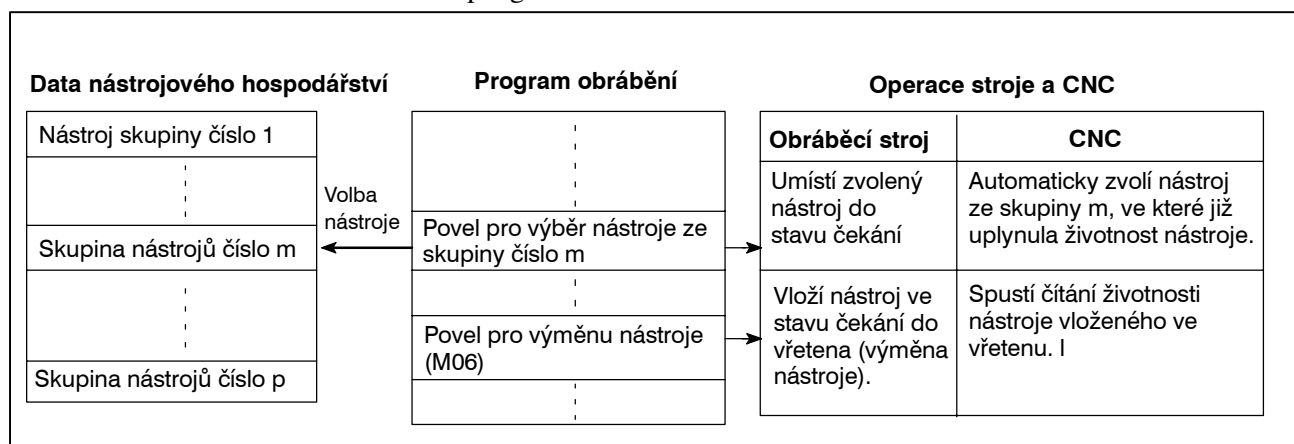 Data nástrojového hospodářství
Nástroj skupiny číslo 1
Skupina nástrojů číslo m
Skupina nástrojů číslo p
Volba
nástroje
Program obrábění
Povel pro výběr nástroje ze
skupiny číslo m
Povel pro výměnu nástroje
(M06)
Operace stroje a CNC
Obráběcí stroj
CNC
Umístí zvolený
nástroj do
stavu čekání
Automaticky zvolí nástroj
ze skupiny m, ve které již
uplynula životnost nástroje.
Vloží nástroj ve
stavu čekání do
vřetena (výměna
nástroje).
Spustí čítání životnosti
nástroje vloženého ve
vřetenu. I